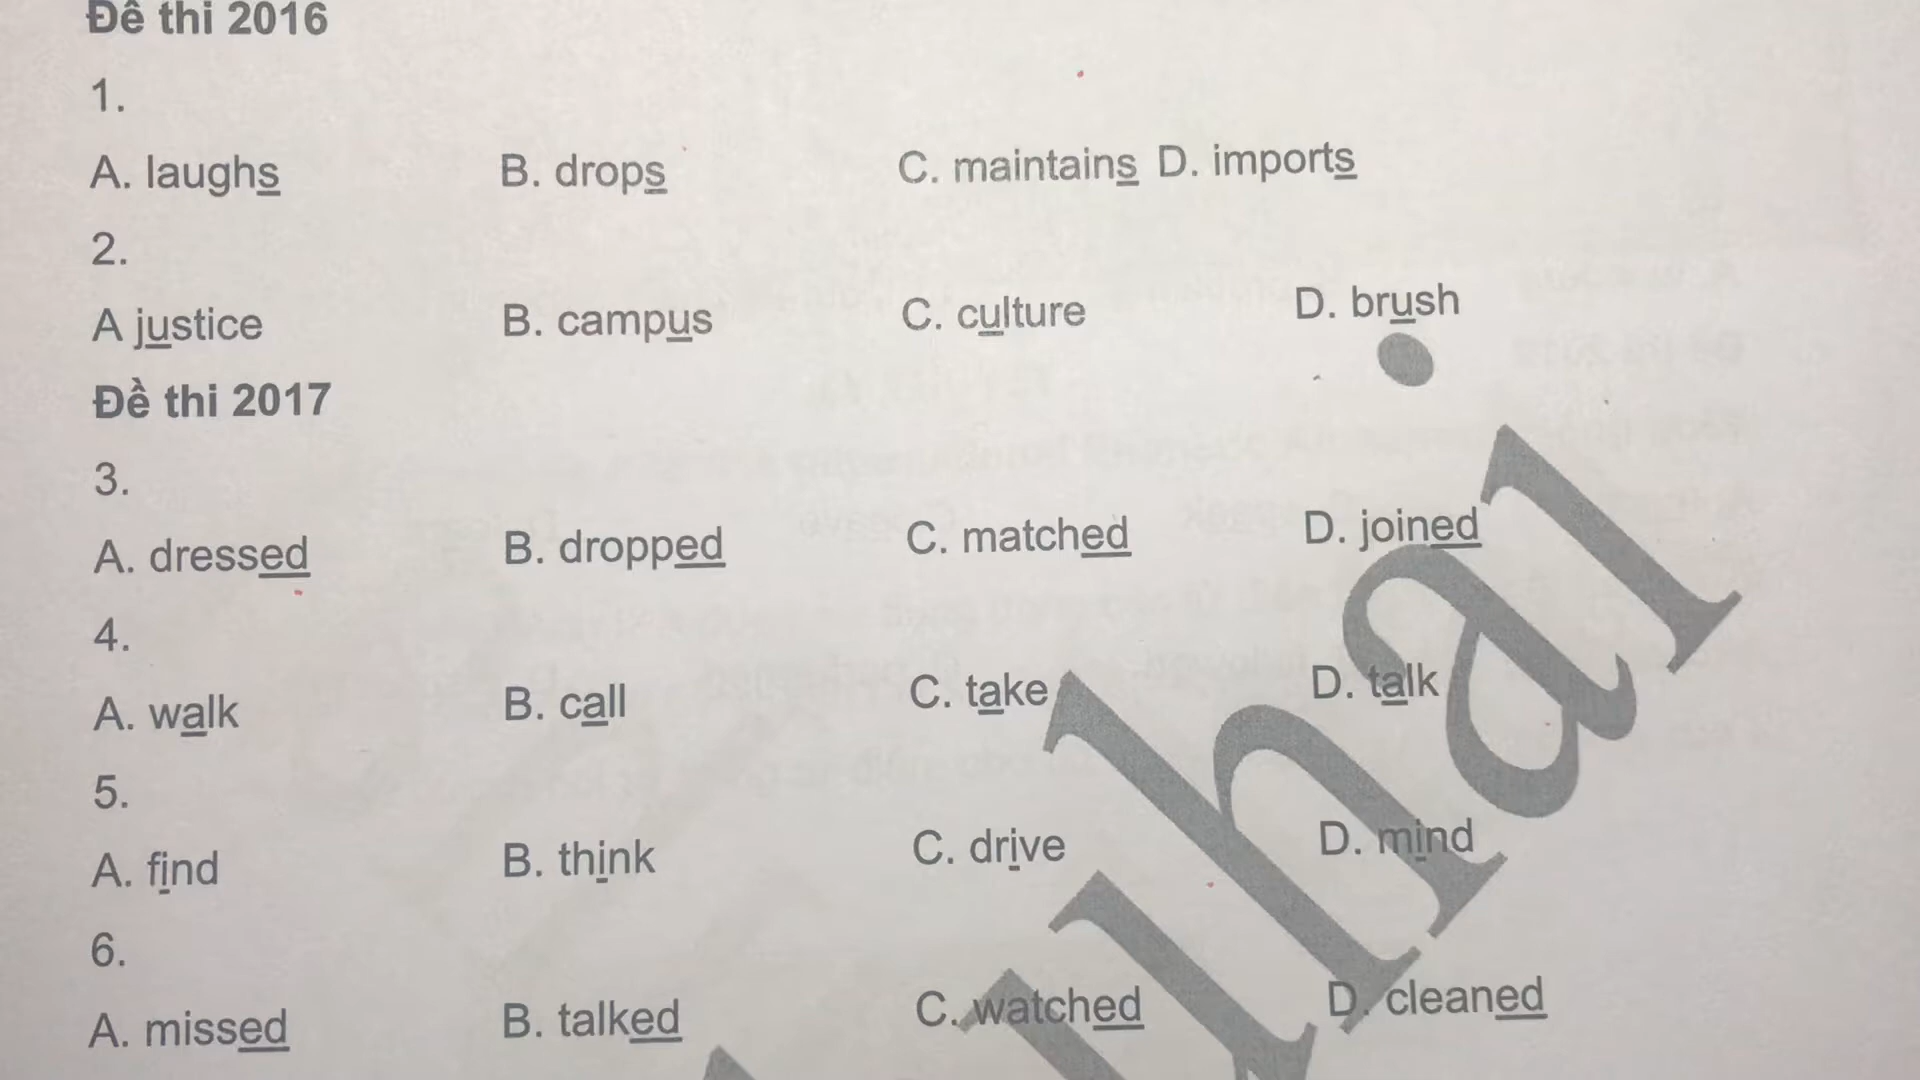 Đề thi 2016
1.
A. laughs B. drops C. maintains D. imports
2.
A justice B. campus C. culture D. brush
Đề thi 2017
3.
A. dressed B. dropped C. matched D. joined
4.
A. walk B. call C. take D. talk
5.
A. find B. think C. drive D. mind
6.
A. missed B. talked C. watched D. cleaned